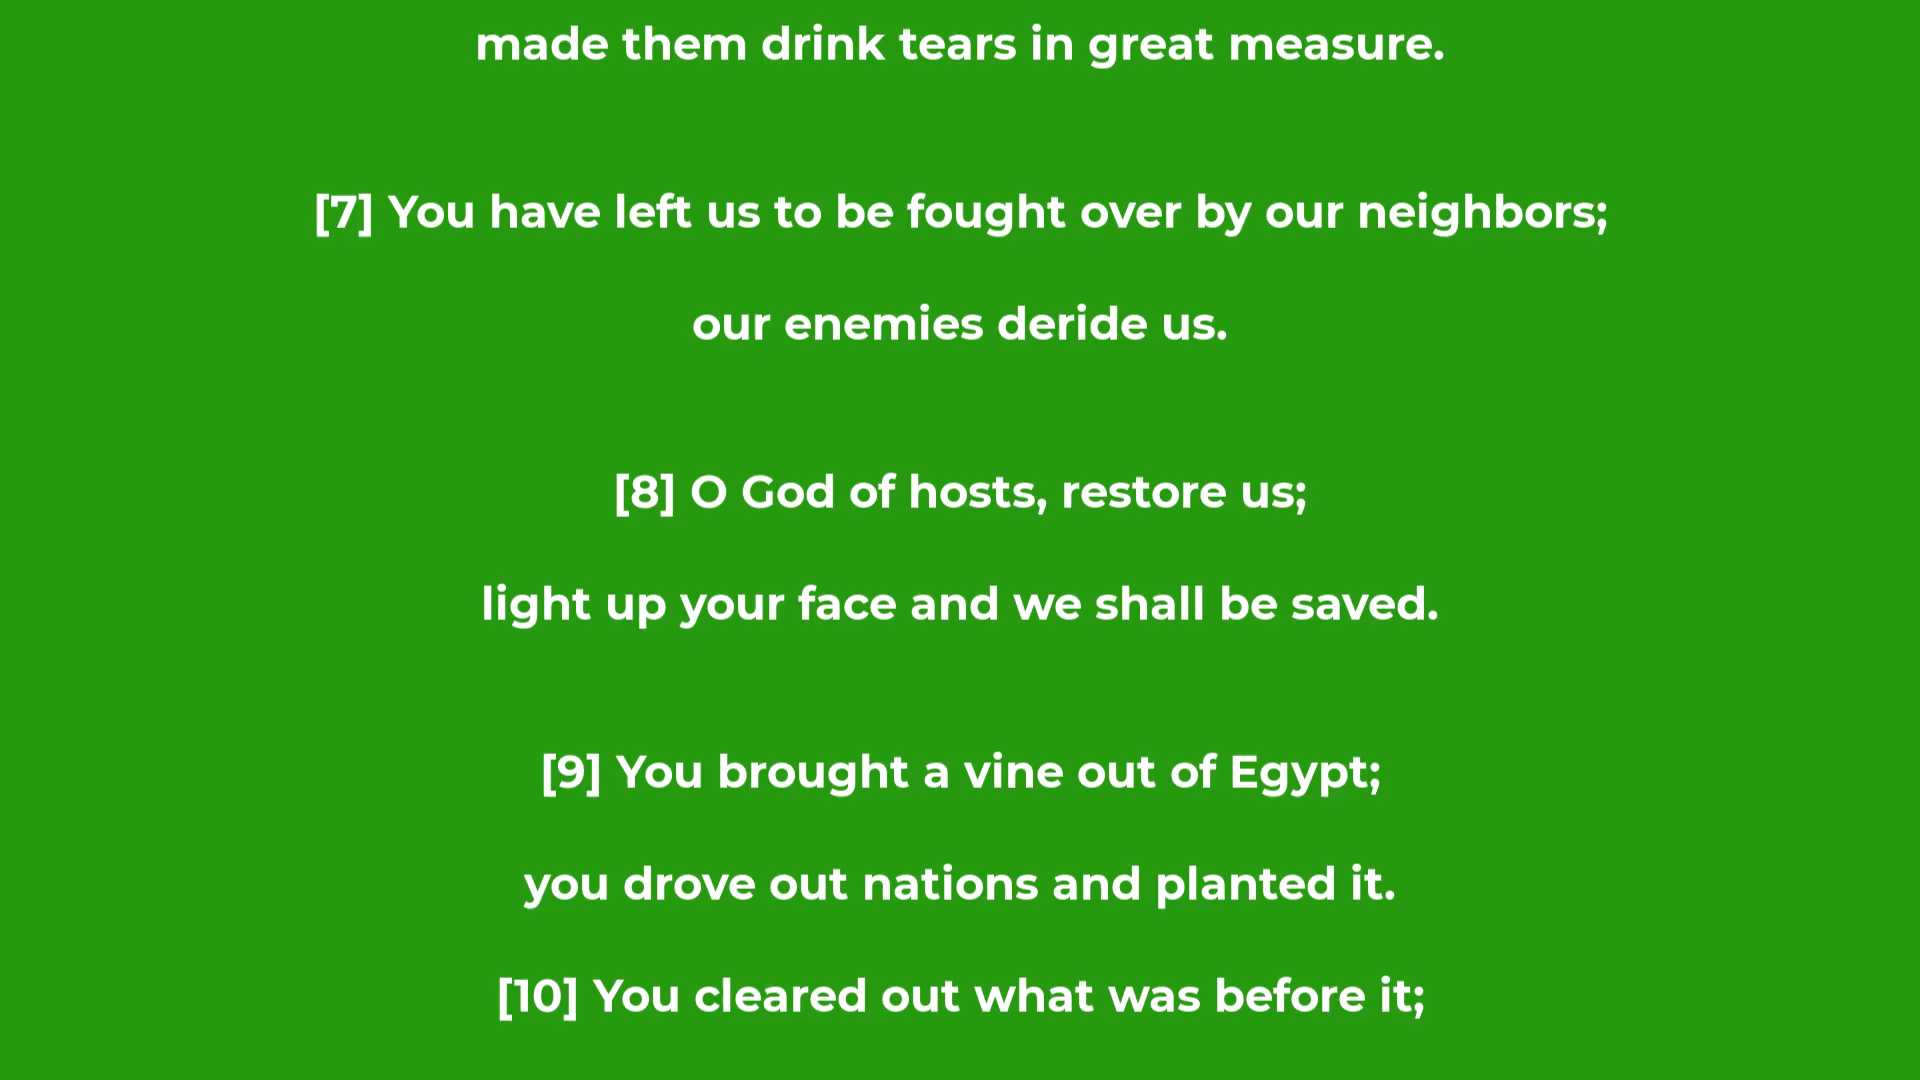 made them drink tears in great measure.
[7] You have left us to be fought over by our neighbors;
our enemies deride us.
[8] O God of hosts, restore us;
light up your face and we shall be saved.
[9] You brought a vine out of Egypt;
you drove out nations and planted it.
[10] You cleared out what was before it;